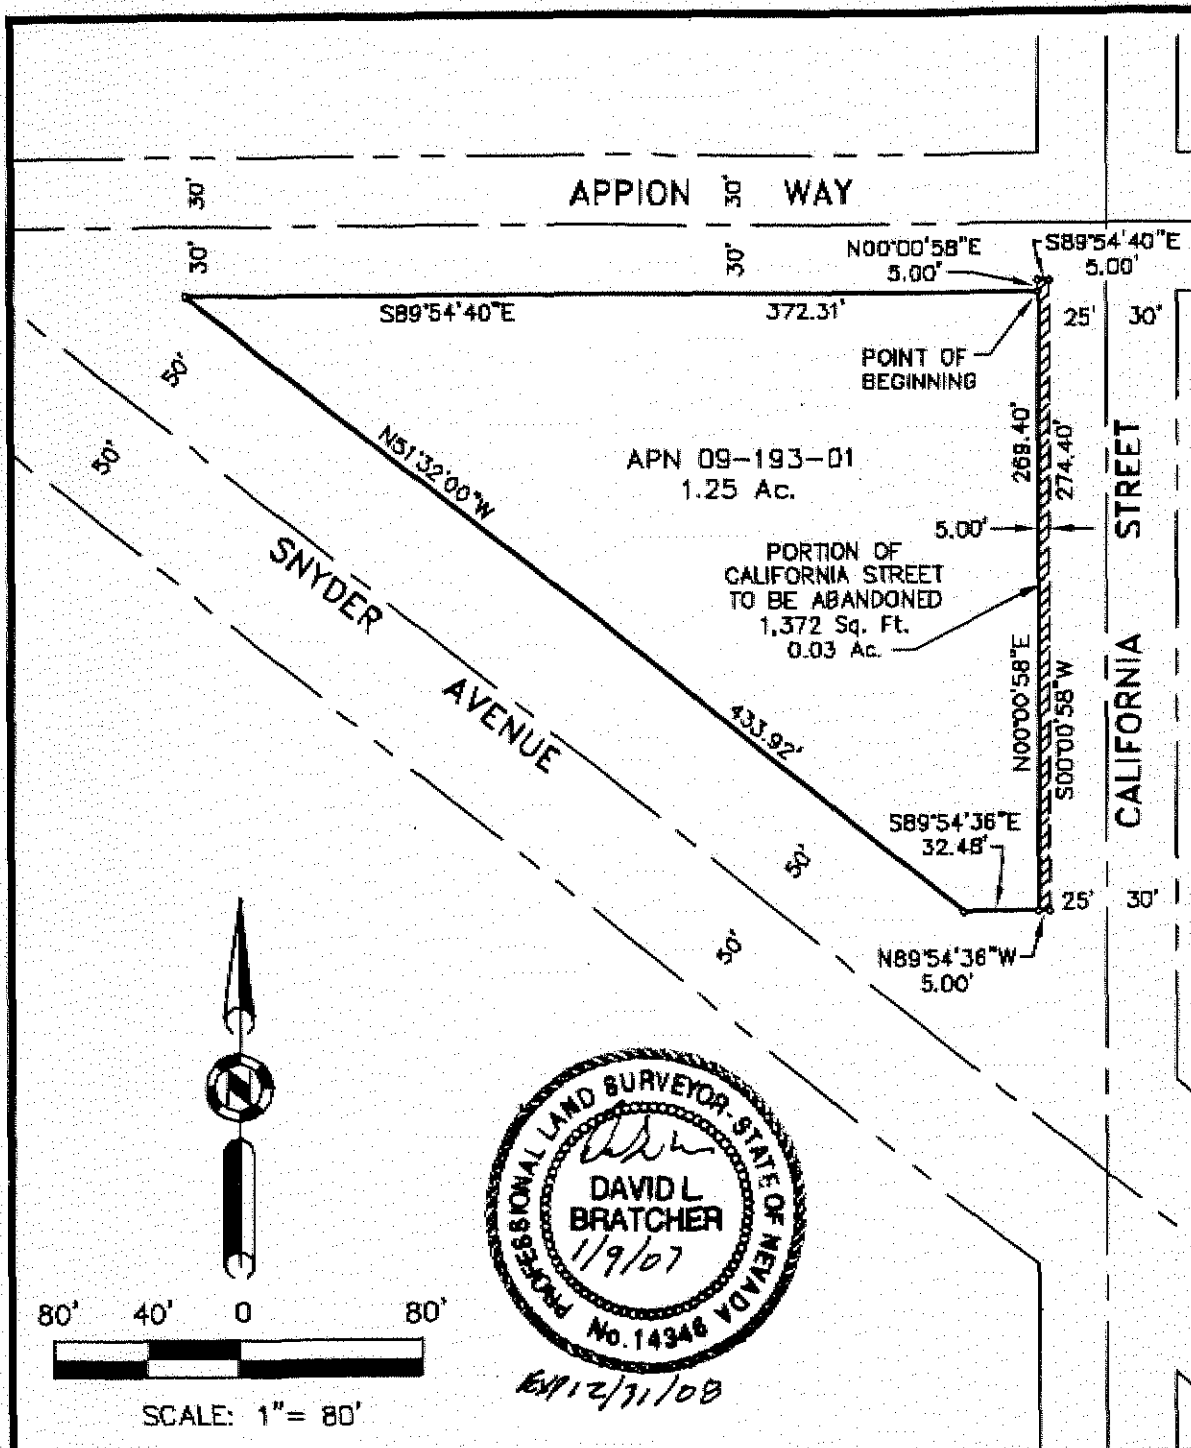 30'
APPION 30' WAY
30'
30'
N00°00'58"E
5.00'
S89°54'40"E
5.00'
S89°54'40"E
372.31'
25' 30'
POINT OF
BEGINNING
50'
50'
N51°32'00"W
APN 09-193-01
1.25 Ac.
269.40'
274.40'
5.00'
PORTION OF
CALIFORNIA STREET
TO BE ABANDONED
1,372 Sq. Ft.
0.03 Ac.
N00°00'58"E
S00°00'58"W
CALIFORNIA STREET
SNYDER AVENUE
433.92'
S89°54'36"E
32.48'
50'
50'
25' 30'
N89°54'36"W
5.00'
N
PROFESSIONAL LAND SURVEYOR-STATE OF NEVADA
DAVID L
BRATCHER
1/9/07
No. 14346
EXP 12/31/08
80' 40' 0 80'
SCALE: 1"= 80'